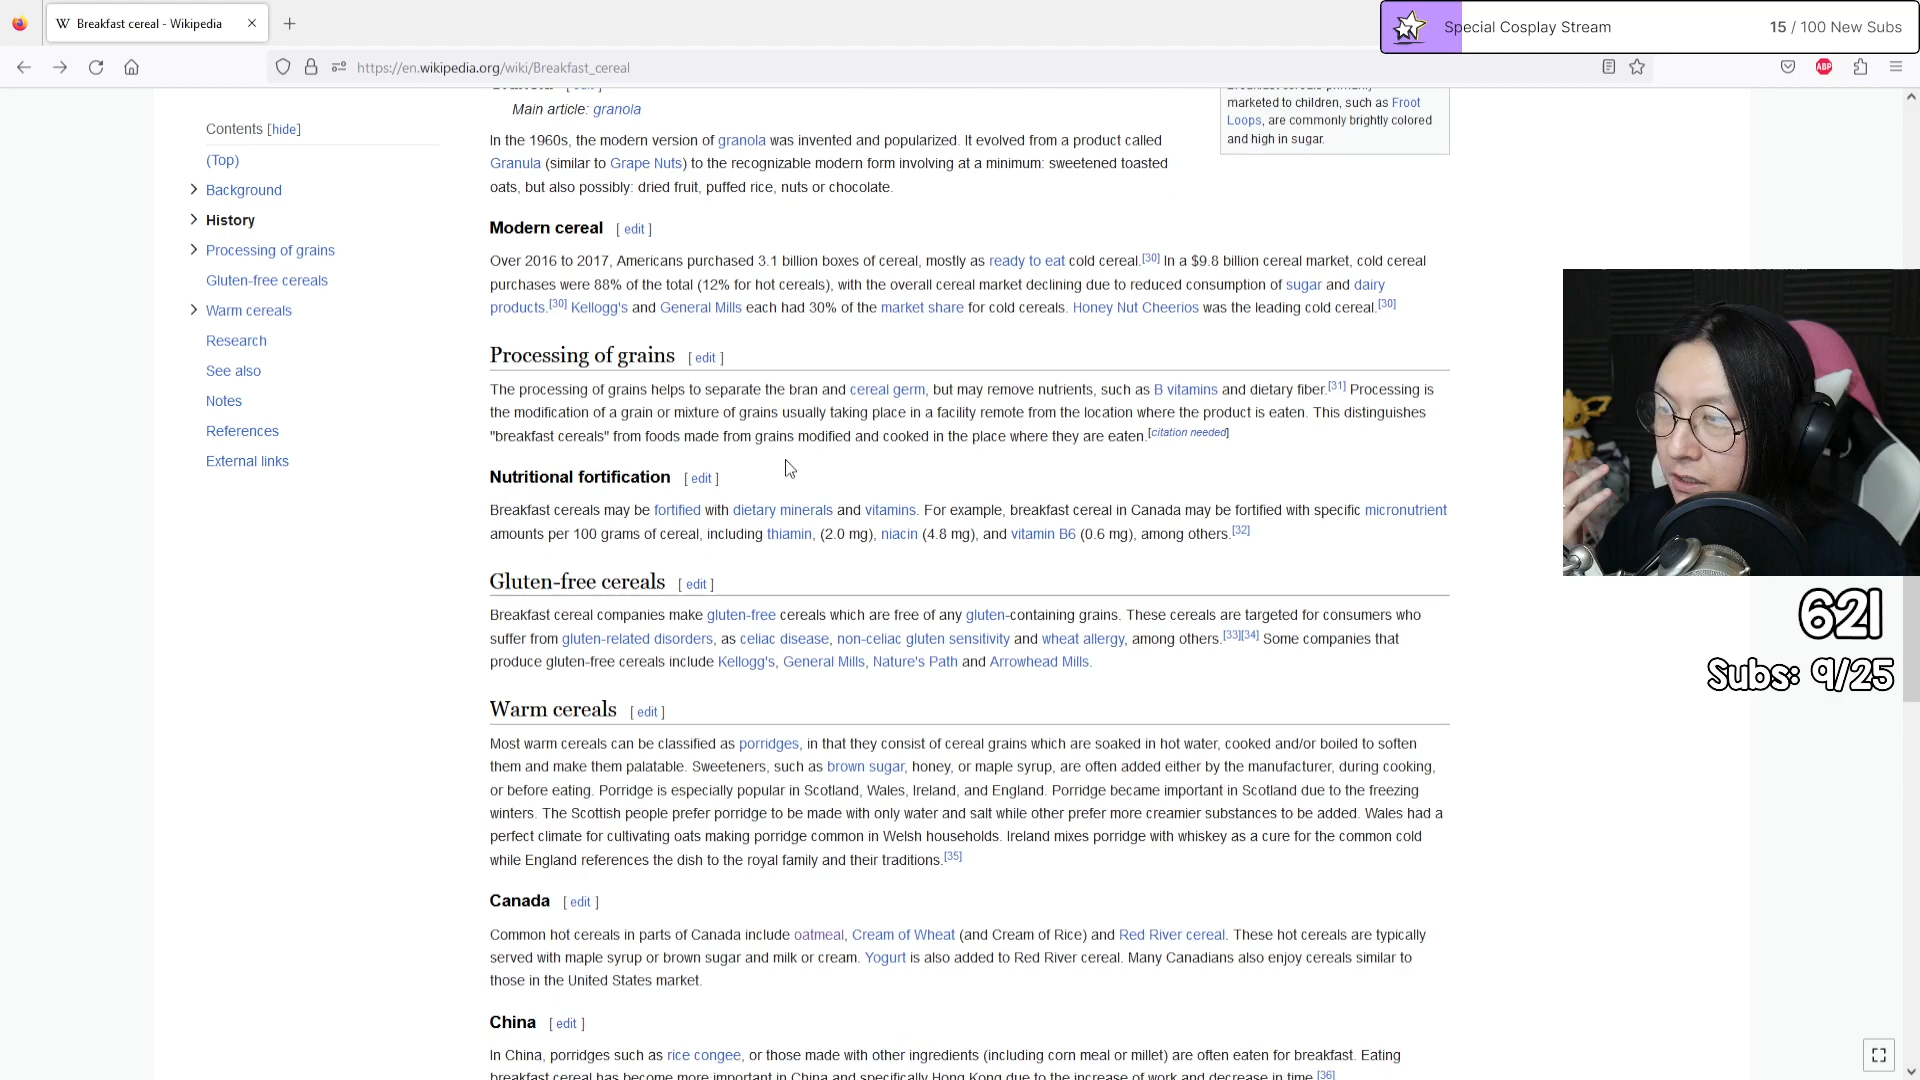 Breakfast cereal - Wikipedia
Special Cosplay Stream
15 / 100 New Subs
https://en.wikipedia.org/wiki/Breakfast_cereal
ABP
Contents [hide]
(Top)
Background
History
Processing of grains
Gluten-free cereals
Warm cereals
Research
See also
Notes
References
External links
Main article: granola
marketed to children, such as Froot
Loops, are commonly brightly colored
and high in sugar.
In the 1960s, the modern version of granola was invented and popularized. It evolved from a product called
Granula (similar to Grape Nuts) to the recognizable modern form involving at a minimum: sweetened toasted
oats, but also possibly: dried fruit, puffed rice, nuts or chocolate.
Modern cereal [ edit ]
Over 2016 to 2017, Americans purchased 3.1 billion boxes of cereal, mostly as ready to eat cold cereal.[30] In a $9.8 billion cereal market, cold cereal
purchases were 88% of the total (12% for hot cereals), with the overall cereal market declining due to reduced consumption of sugar and dairy
products.[30] Kellogg's and General Mills each had 30% of the market share for cold cereals. Honey Nut Cheerios was the leading cold cereal.[30]
Processing of grains [ edit ]
The processing of grains helps to separate the bran and cereal germ, but may remove nutrients, such as B vitamins and dietary fiber.[31] Processing is
the modification of a grain or mixture of grains usually taking place in a facility remote from the location where the product is eaten. This distinguishes
"breakfast cereals" from foods made from grains modified and cooked in the place where they are eaten.[citation needed]
Nutritional fortification [ edit ]
Breakfast cereals may be fortified with dietary minerals and vitamins. For example, breakfast cereal in Canada may be fortified with specific micronutrient
amounts per 100 grams of cereal, including thiamin, (2.0 mg), niacin (4.8 mg), and vitamin B6 (0.6 mg), among others.[32]
Gluten-free cereals [ edit ]
Breakfast cereal companies make gluten-free cereals which are free of any gluten-containing grains. These cereals are targeted for consumers who
suffer from gluten-related disorders, as celiac disease, non-celiac gluten sensitivity and wheat allergy, among others.[33][34] Some companies that
produce gluten-free cereals include Kellogg's, General Mills, Nature's Path and Arrowhead Mills.
Warm cereals [ edit ]
Most warm cereals can be classified as porridges, in that they consist of cereal grains which are soaked in hot water, cooked and/or boiled to soften
them and make them palatable. Sweeteners, such as brown sugar, honey, or maple syrup, are often added either by the manufacturer, during cooking,
or before eating. Porridge is especially popular in Scotland, Wales, Ireland, and England. Porridge became important in Scotland due to the freezing
winters. The Scottish people prefer porridge to be made with only water and salt while other prefer more creamier substances to be added. Wales had a
perfect climate for cultivating oats making porridge common in Welsh households. Ireland mixes porridge with whiskey as a cure for the common cold
while England references the dish to the royal family and their traditions.[35]
Canada [ edit ]
Common hot cereals in parts of Canada include oatmeal, Cream of Wheat (and Cream of Rice) and Red River cereal. These hot cereals are typically
served with maple syrup or brown sugar and milk or cream. Yogurt is also added to Red River cereal. Many Canadians also enjoy cereals similar to
those in the United States market.
China [ edit ]
In China, porridges such as rice congee, or those made with other ingredients (including corn meal or millet) are often eaten for breakfast. Eating
breakfast cereal has become more important in China and specifically Hong Kong due to the increase of work and decrease in time.[36]
621
Subs: 9/25